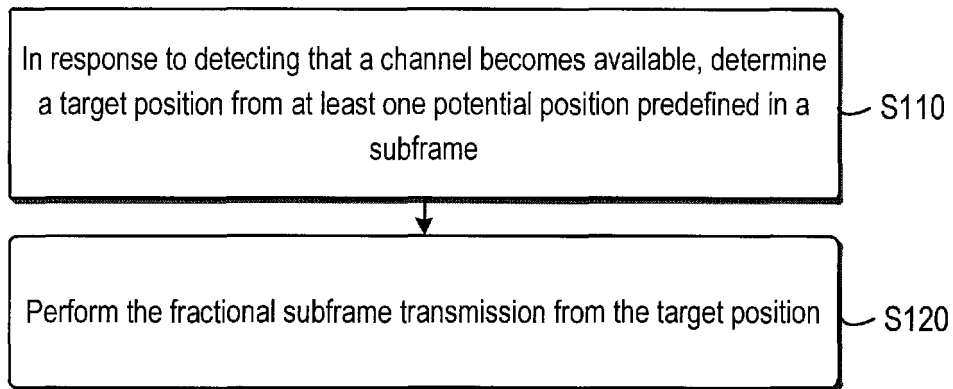 In response to detecting that a channel becomes available, determine
a target position from at least one potential position predefined in a
subframe
S110
Perform the fractional subframe transmission from the target position
S120